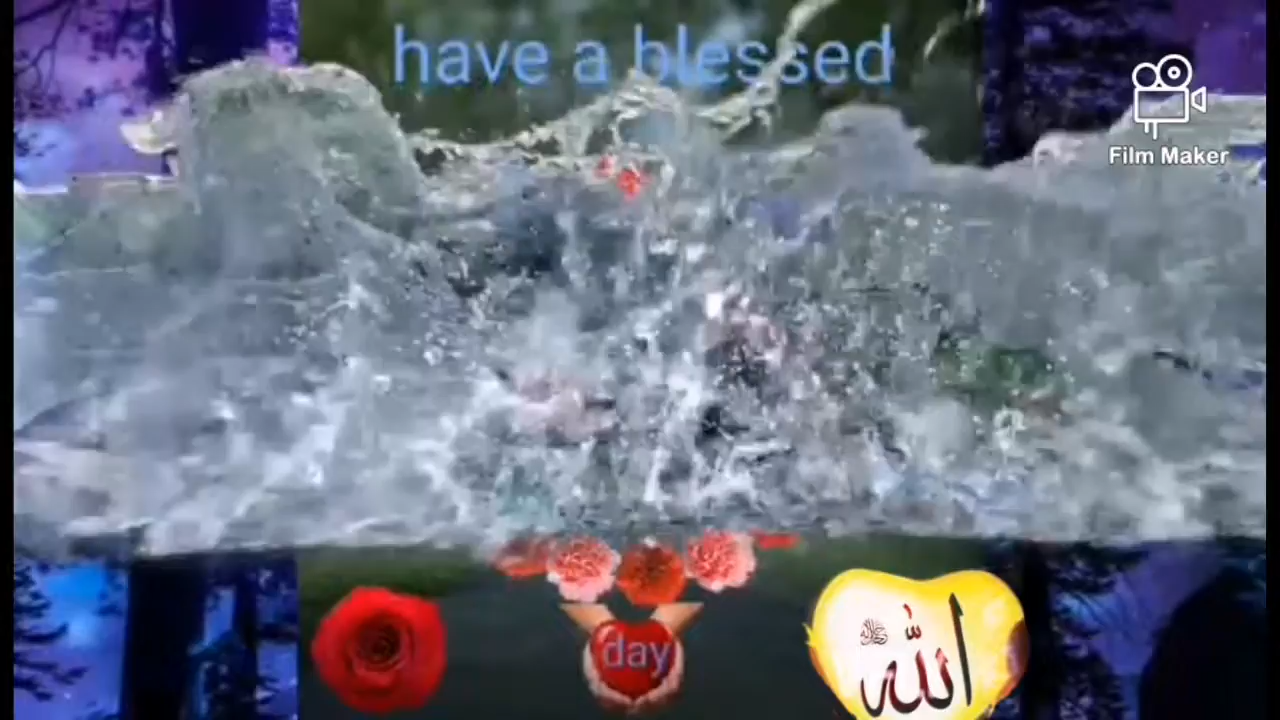 have a blessed
Film Maker
day
الله